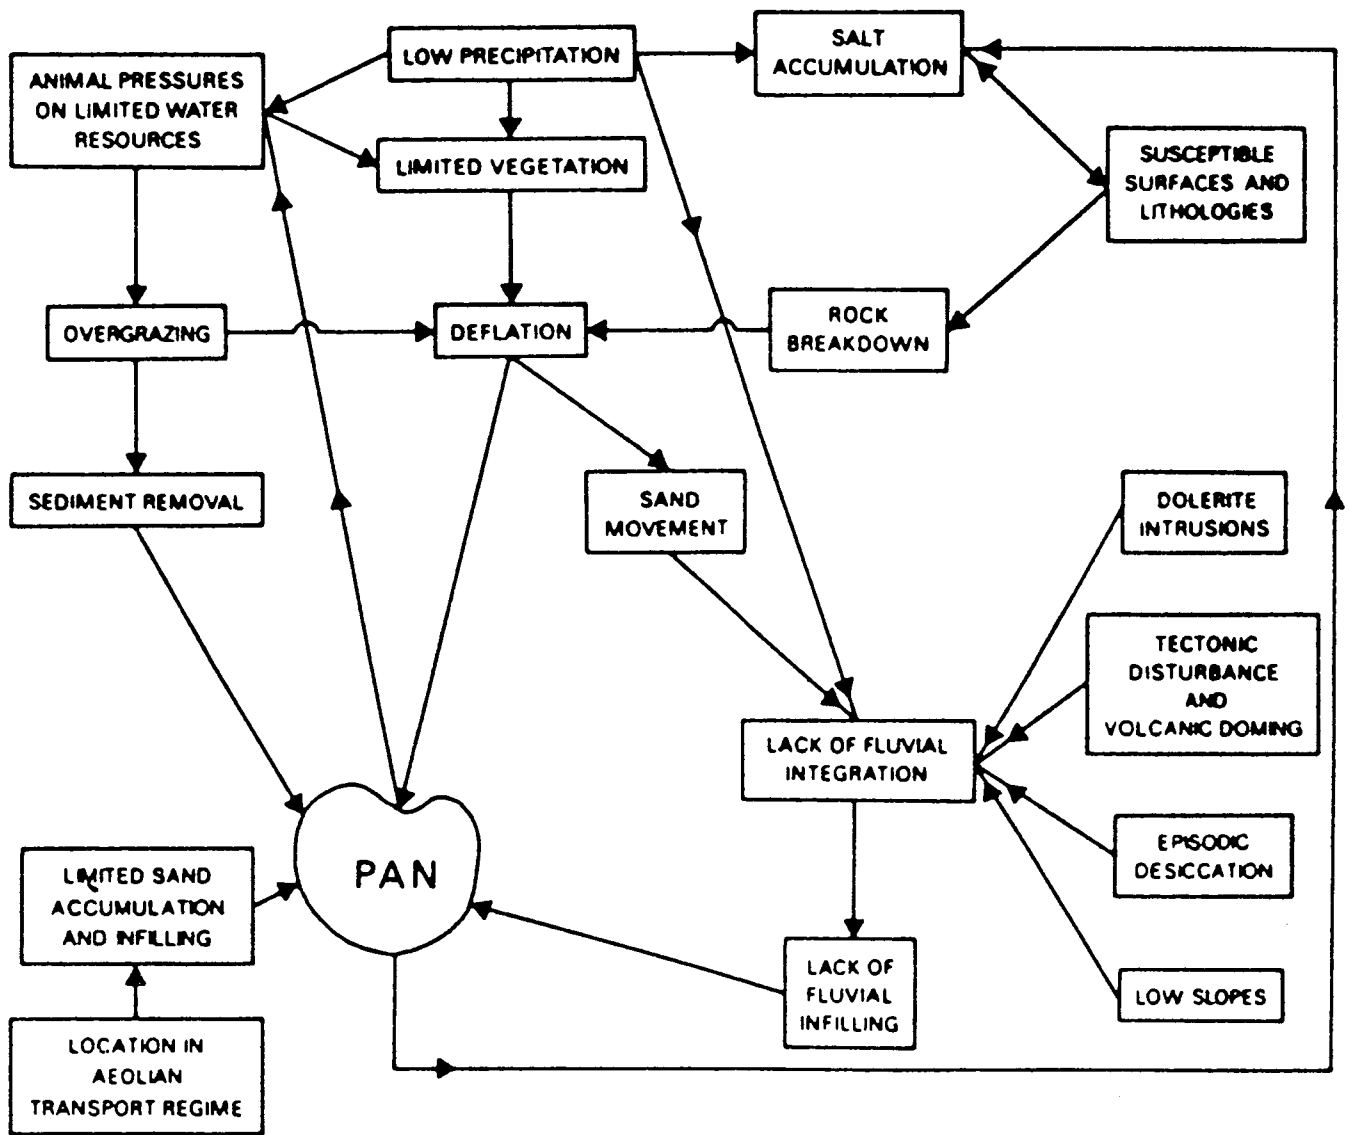 LOW PRECIPITATION
SALT
ACCUMULATION
ANIMAL PRESSURES
ON LIMITED WATER
RESOURCES
LIMITED VEGETATION
SUSCEPTIBLE
SURFACES AND
LITHOLOGIES
OVERGRAZING
DEFLATION
ROCK
BREAKDOWN
SEDIMENT REMOVAL
SAND
MOVEMENT
DOLERITE
INTRUSIONS
TECTONIC
DISTURBANCE
AND
VOLCANIC DOMING
LACK OF FLUVIAL
INTEGRATION
PAN
EPISODIC
DESICCATION
LIMITED SAND
ACCUMULATION
AND INFILLING
LACK OF
FLUVIAL
INFILLING
LOW SLOPES
LOCATION IN
AEOLIAN
TRANSPORT REGIME